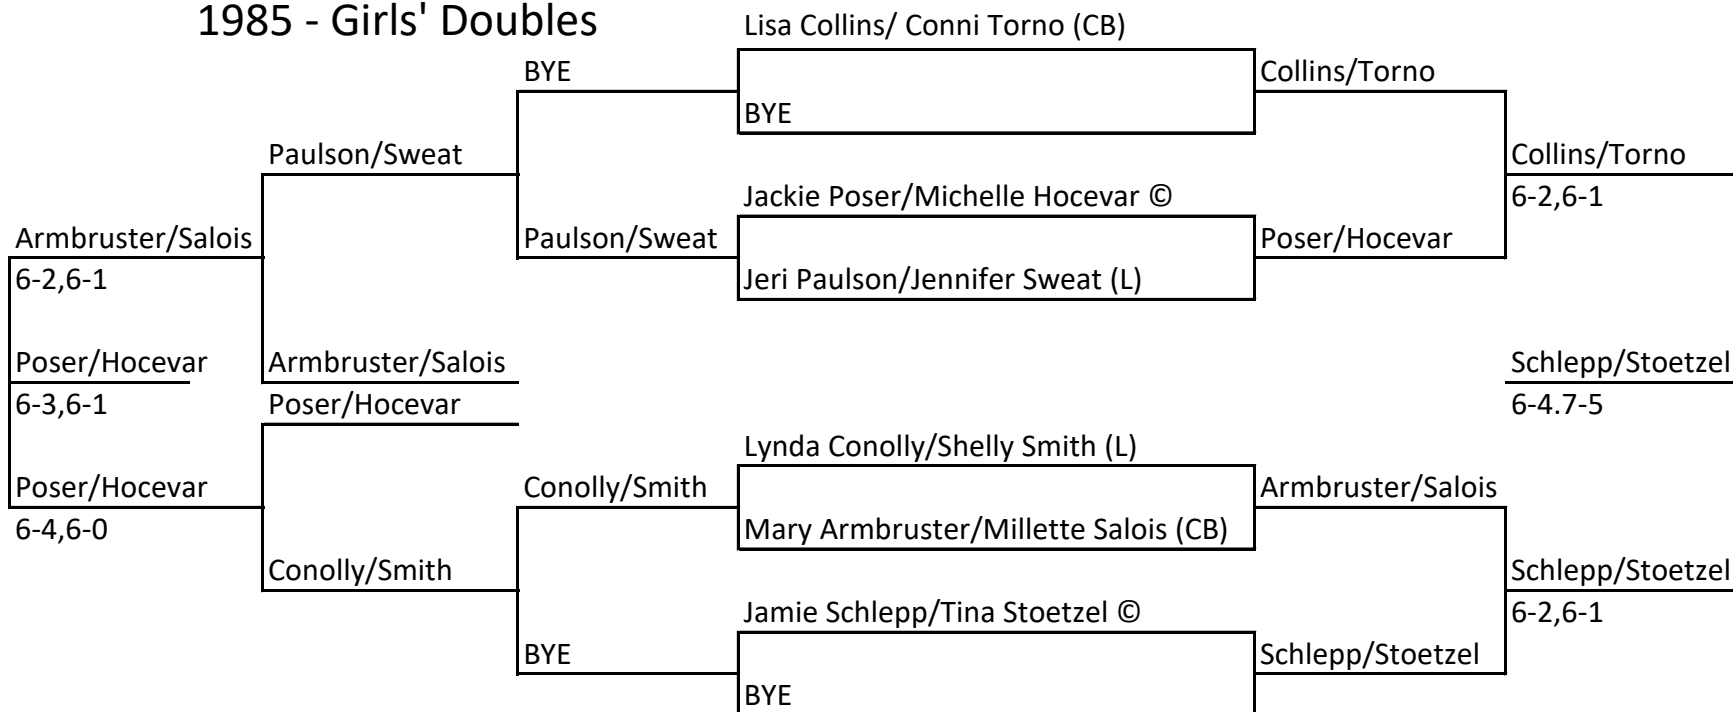 1985 - Girls' Doubles
Lisa Collins/ Conni Torno (CB)
BYE
Collins/Torno
BYE
Paulson/Sweat
Collins/Torno
Jackie Poser/Michelle Hocevar ©
6-2,6-1
Armbruster/Salois
Paulson/Sweat
Poser/Hocevar
6-2,6-1
Jeri Paulson/Jennifer Sweat (L)
Poser/Hocevar
Armbruster/Salois
Schlepp/Stoetzel
6-3,6-1
Poser/Hocevar
6-4.7-5
Lynda Conolly/Shelly Smith (L)
Poser/Hocevar
Conolly/Smith
Armbruster/Salois
6-4,6-0
Mary Armbruster/Millette Salois (CB)
Conolly/Smith
Schlepp/Stoetzel
Jamie Schlepp/Tina Stoetzel ©
6-2,6-1
BYE
Schlepp/Stoetzel
BYE